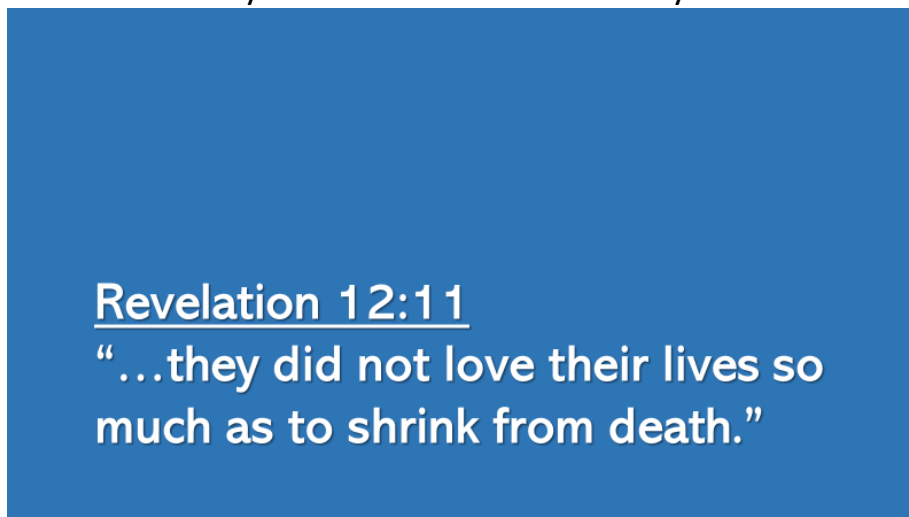 Revelation 12:11
“…they did not love their lives so
much as to shrink from death.”